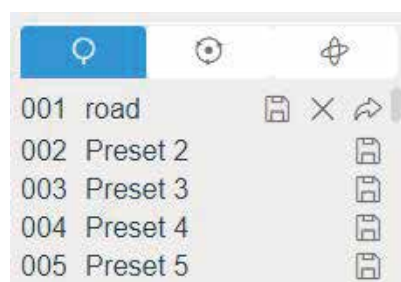 001 road
002 Preset 2
003 Preset 3
004 Preset 4
005 Preset 5